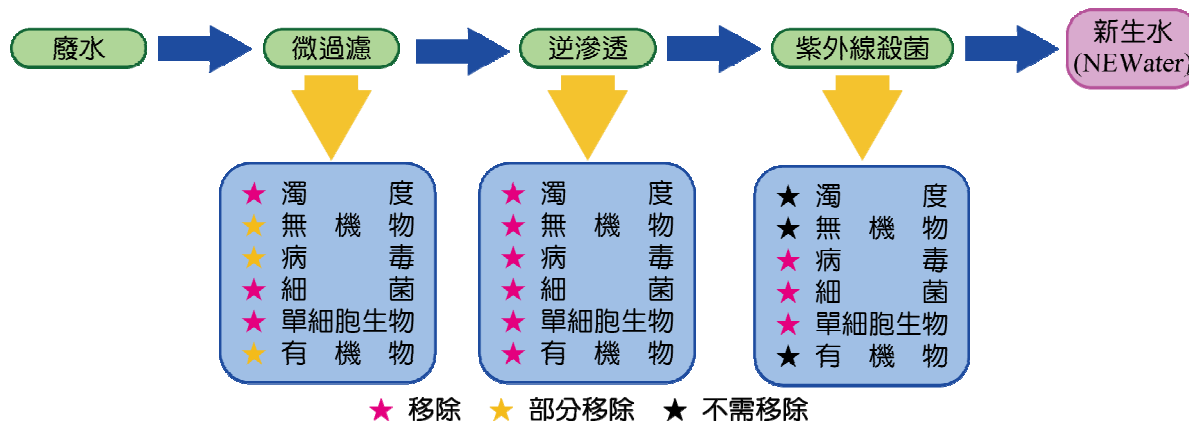 廢水
微過濾
逆滲透
紫外線殺菌
新生水
(NEWater)
濁度
無機物
病毒
細菌
單細胞生物
有機物
濁度
無機物
病毒
細菌
單細胞生物
有機物
濁度
無機物
病毒
細菌
單細胞生物
有機物
★ 移除 ★ 部分移除 ★ 不需移除